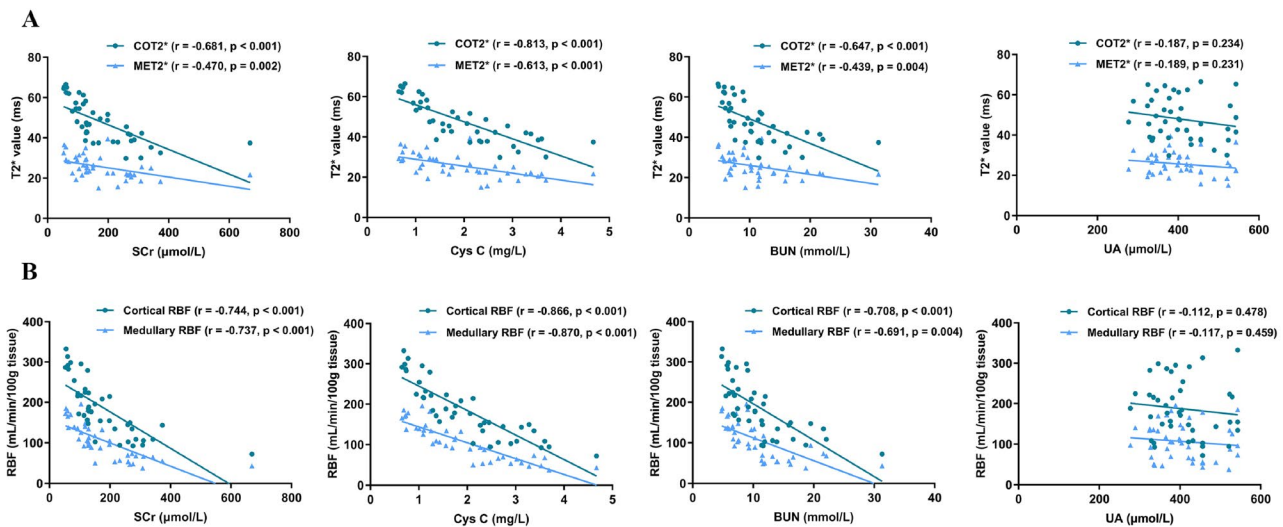 A
COT2* (r = -0.681, p < 0.001)
MET2* (r = -0.470, p = 0.002)
T2* value (ms)
80
60
40
20
0
0 200 400 600 800
SCr (μmol/L)
COT2* (r = -0.813, p < 0.001)
MET2* (r = -0.613, p < 0.001)
T2* value (ms)
80
60
40
20
0
0 1 2 3 4 5
Cys C (mg/L)
COT2* (r = -0.647, p < 0.001)
MET2* (r = -0.439, p = 0.004)
T2* value (ms)
80
60
40
20
0
0 10 20 30 40
BUN (mmol/L)
COT2* (r = -0.187, p = 0.234)
MET2* (r = -0.189, p = 0.231)
T2* value (ms)
80
60
40
20
0
0 200 400 600
UA (μmol/L)
B
Cortical RBF (r = -0.744, p < 0.001)
Medullary RBF (r = -0.737, p < 0.001)
RBF (mL/min/100g tissue)
400
300
200
100
0
0 200 400 600 800
SCr (μmol/L)
Cortical RBF (r = -0.866, p < 0.001)
Medullary RBF (r = -0.870, p < 0.001)
RBF (mL/min/100g tissue)
400
300
200
100
0
0 1 2 3 4 5
Cys C (mg/L)
Cortical RBF (r = -0.708, p < 0.001)
Medullary RBF (r = -0.691, p = 0.004)
RBF (mL/min/100g tissue)
400
300
200
100
0
0 10 20 30 40
BUN (mmol/L)
Cortical RBF (r = -0.112, p = 0.478)
Medullary RBF (r = -0.117, p = 0.459)
RBF (mL/min/100g tissue)
400
300
200
100
0
0 200 400 600
UA (μmol/L)